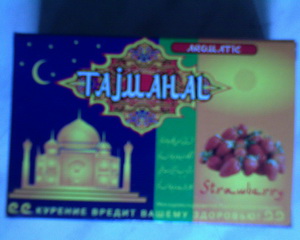 AROMATIC
TAJMAHAL
Strawberry
КУРЕНИЕ ВРЕДИТ ВАШЕМУ ЗДОРОВЬЮ!